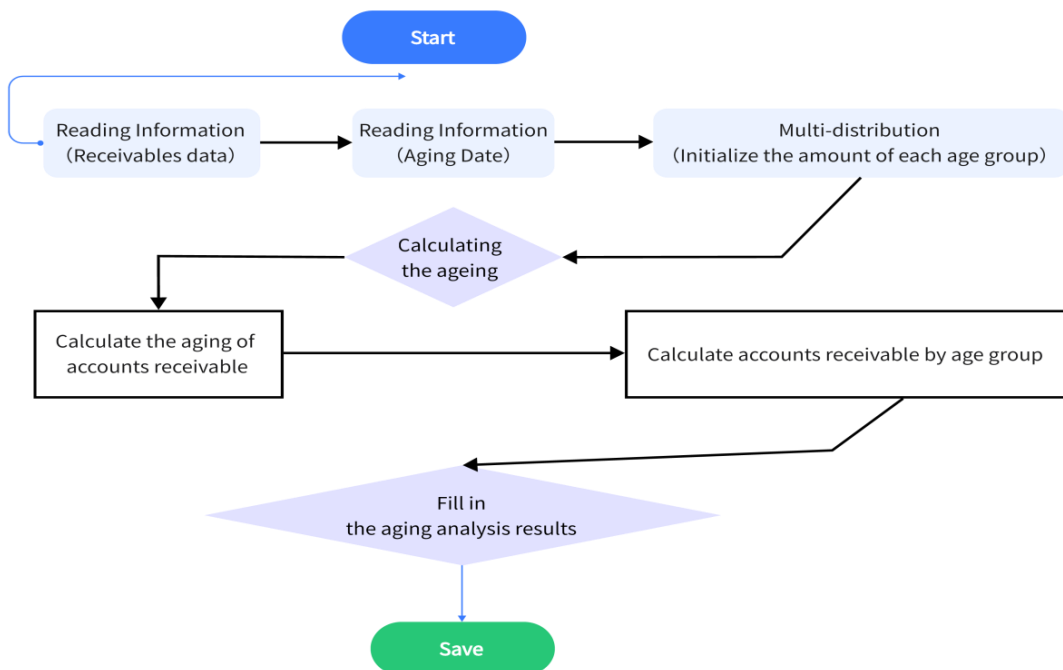 Start
Reading Information
（Receivables data）
Reading Information
（Aging Date）
Multi-distribution
（Initialize the amount of each age group）
Calculating
the ageing
Calculate the aging of
accounts receivable
Calculate accounts receivable by age group
Fill in
the aging analysis results
Save